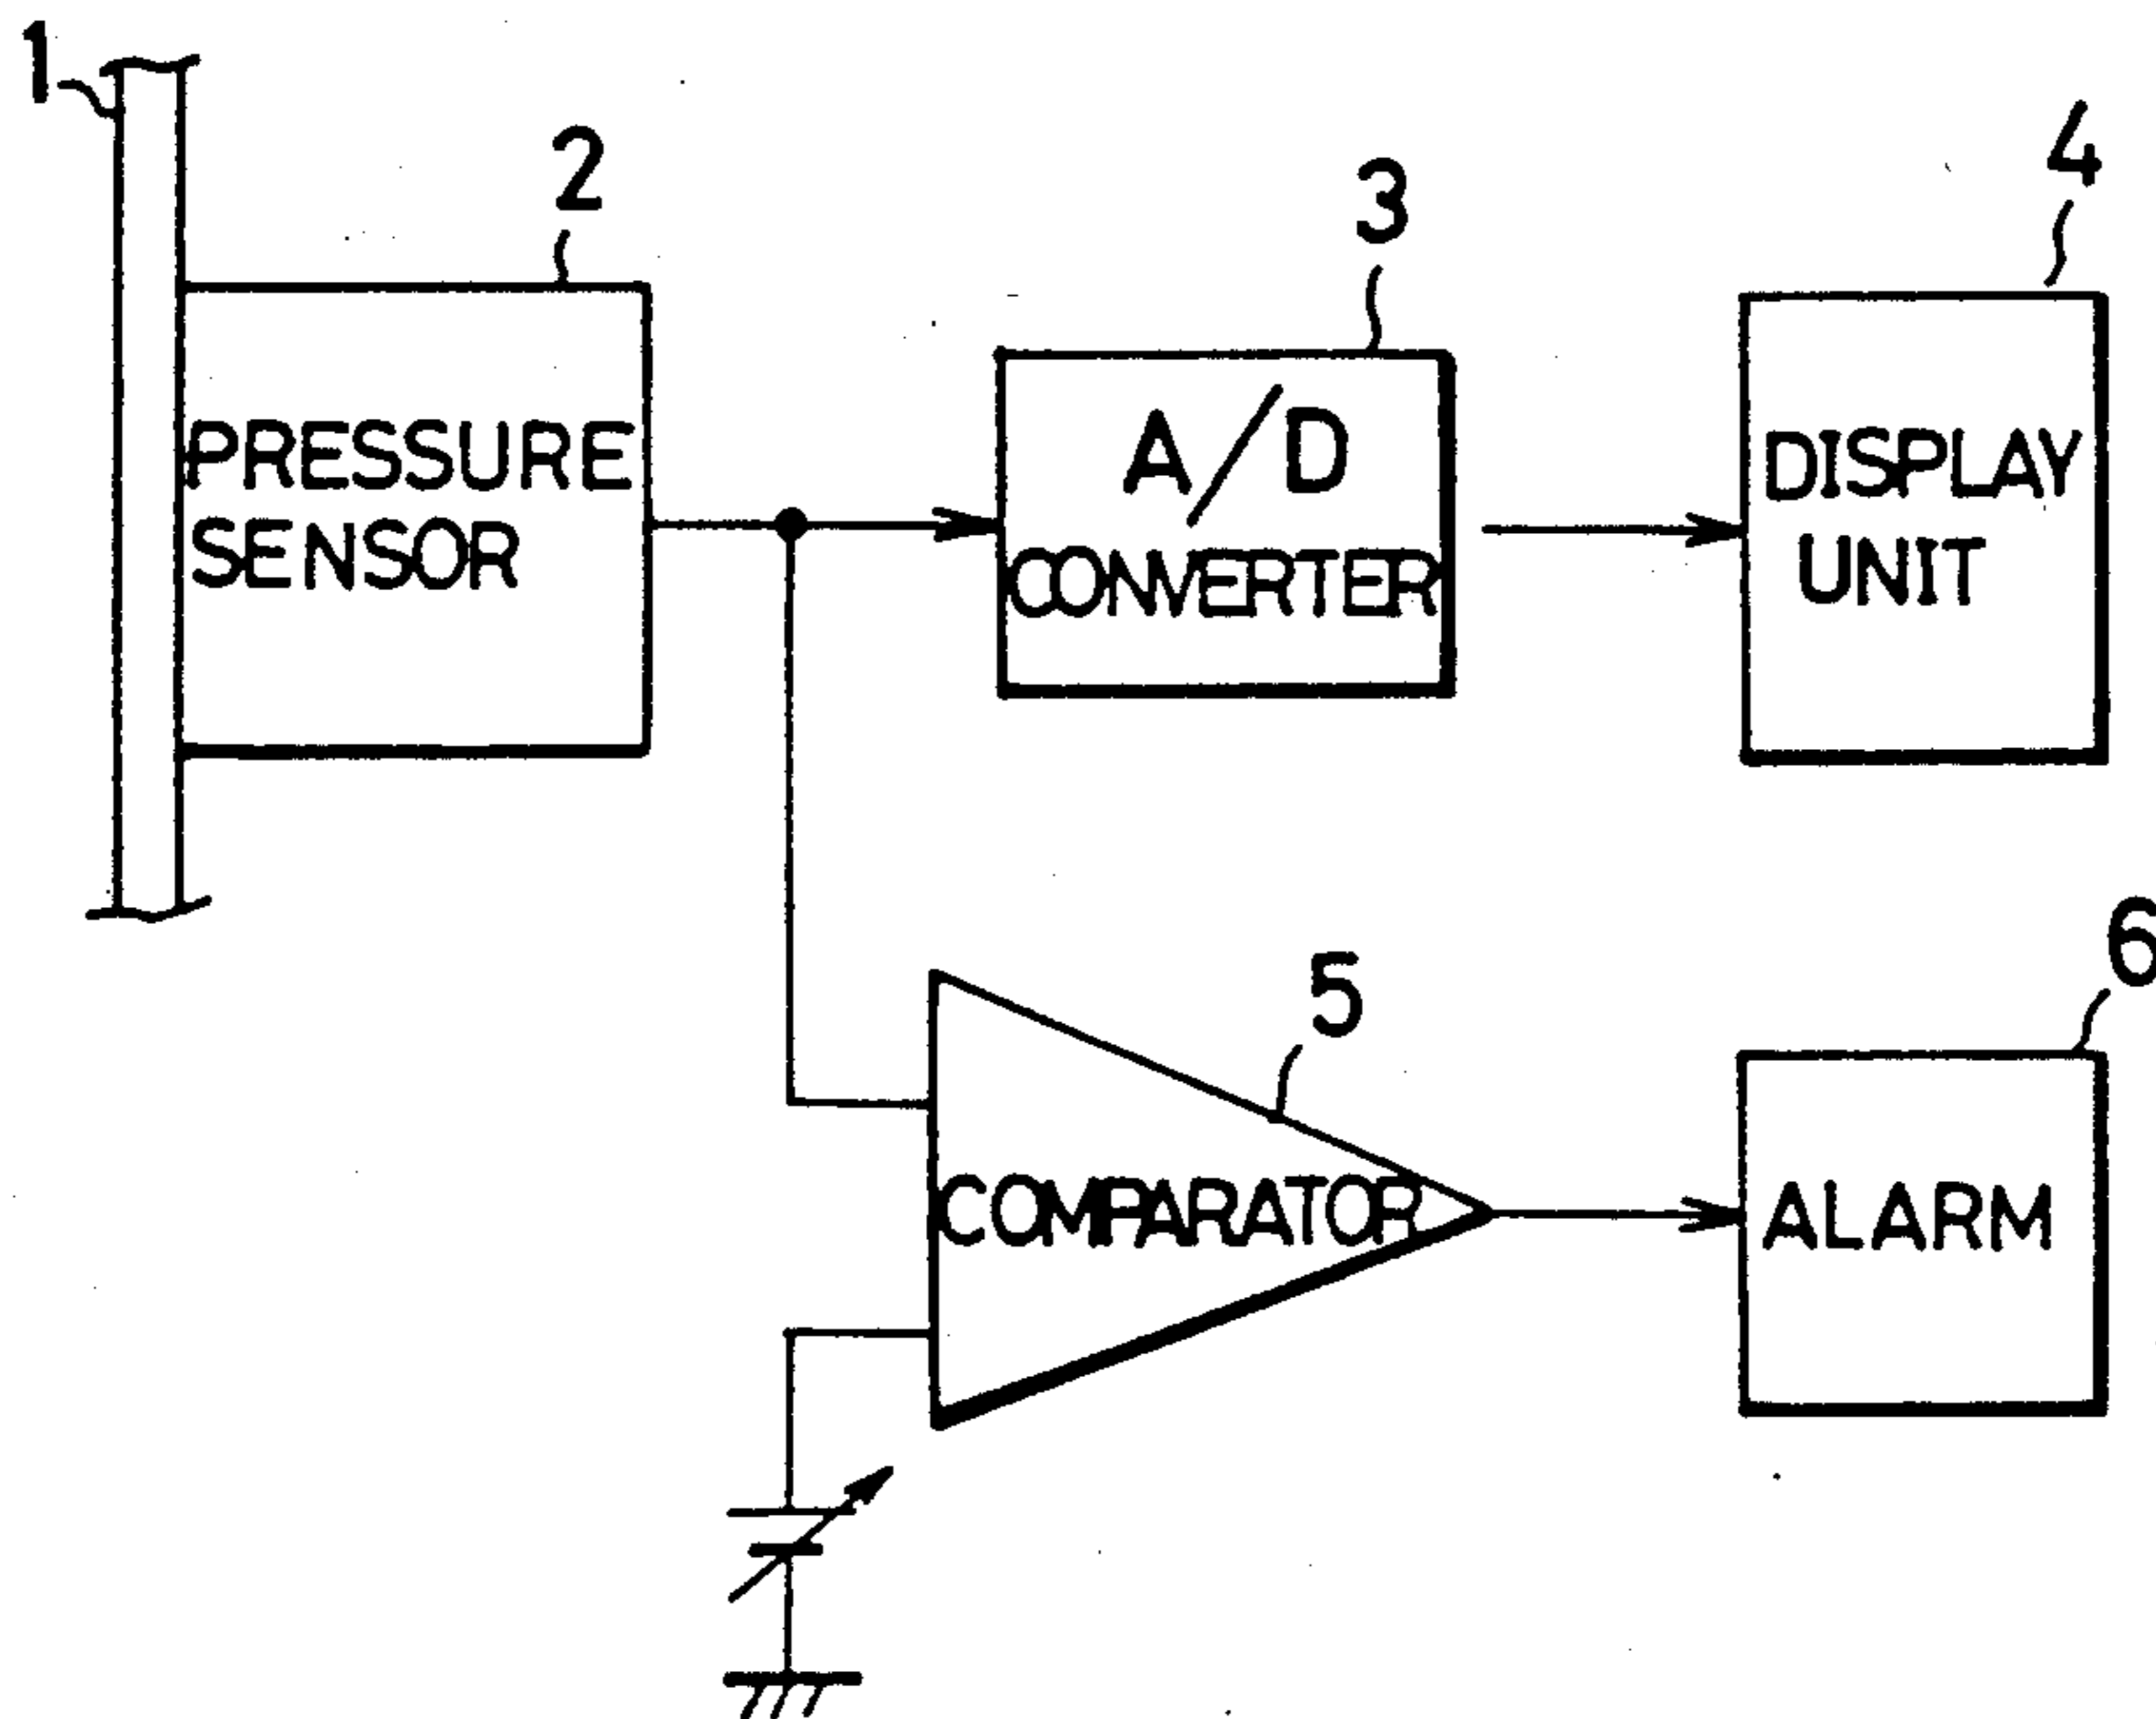 1
2
3
4
PRESSURE
SENSOR
A/D
CONVERTER
DISPLAY
UNIT
5
6
COMPARATOR
ALARM